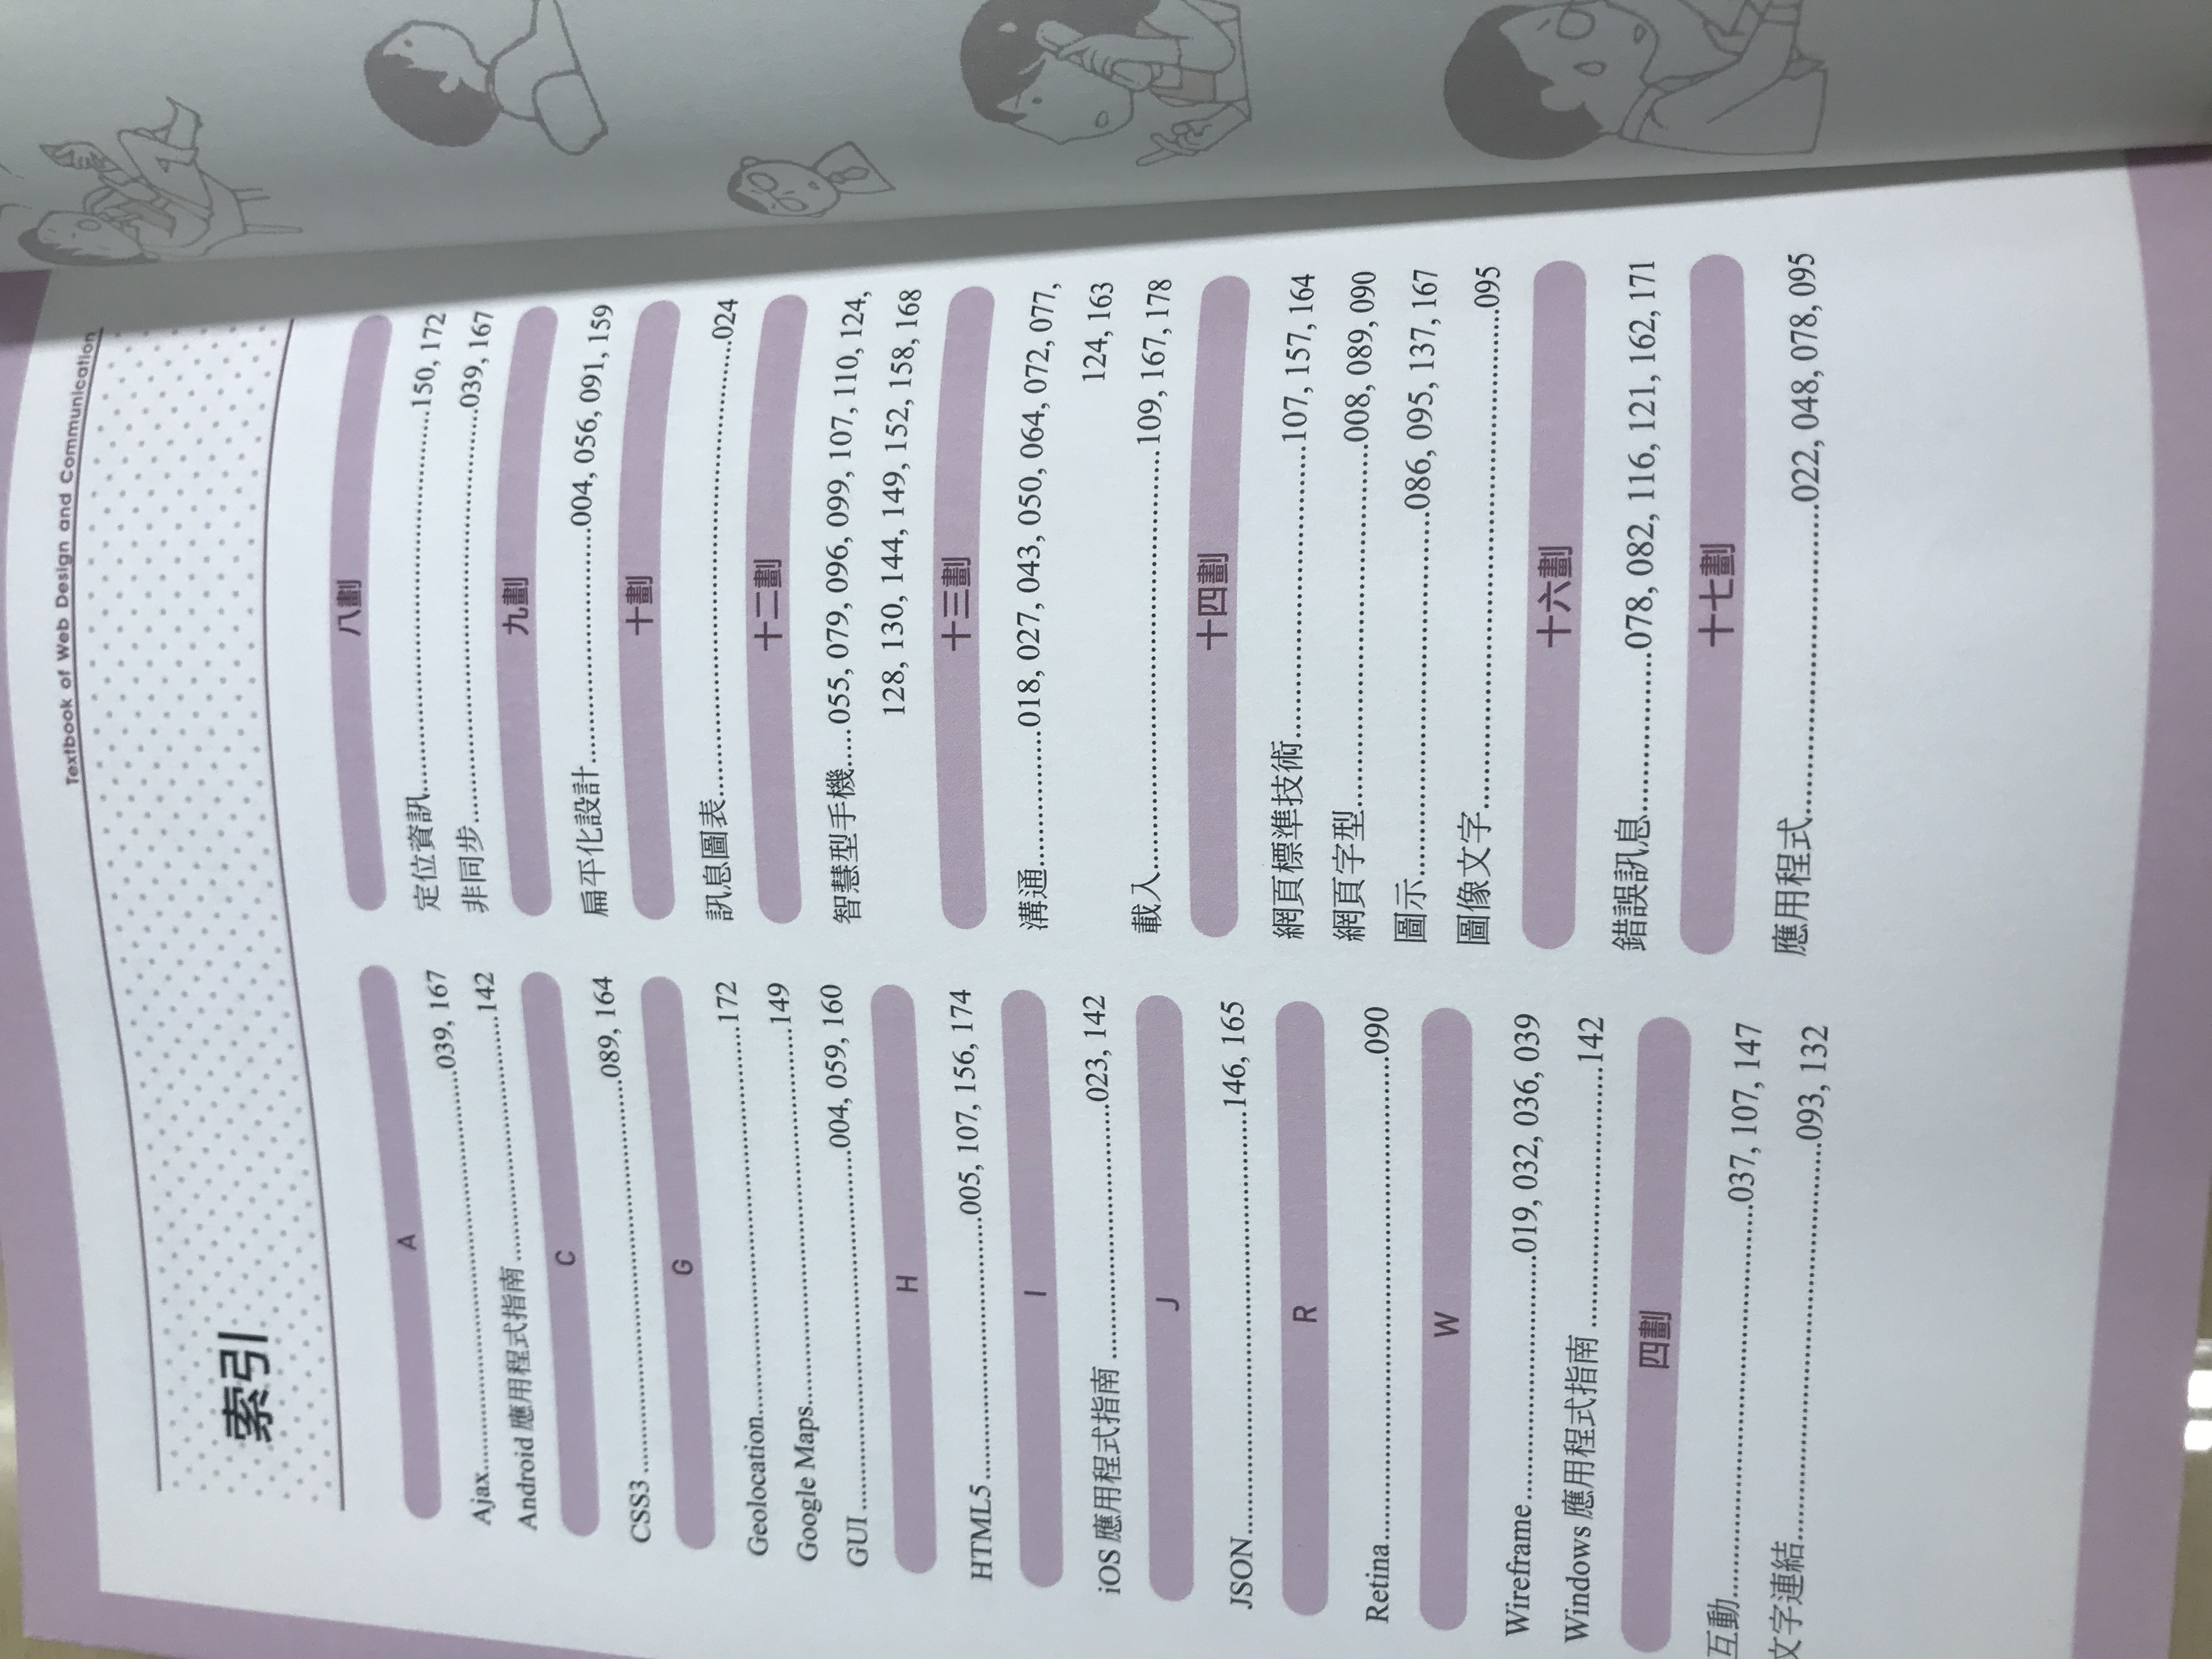 Textbook of Web Design and Communication
索引
A
Ajax..........039, 167
Android 應用程式指南..........142
C
CSS3..........089, 164
G
Geolocation..........172
Google Maps..........149
GUI..........004, 059, 160
H
HTML5..........005, 107, 156, 174
I
iOS 應用程式指南..........023, 142
J
JSON..........146, 165
R
Retina..........090
W
Wireframe..........019, 032, 036, 039
Windows 應用程式指南..........142
四劃
互動..........037, 107, 147
文字連結..........093, 132
八劃
定位資訊..........150, 172
非同步..........039, 167
九劃
扁平化設計..........004, 056, 091, 159
十劃
訊息圖表..........024
十二劃
智慧型手機.....055, 079, 096, 099, 107, 110, 124,
128, 130, 144, 149, 152, 158, 168
十三劃
溝通..........018, 027, 043, 050, 064, 072, 077,
124, 163
載入..........109, 167, 178
十四劃
網頁標準技術..........107, 157, 164
網頁字型..........008, 089, 090
圖示..........086, 095, 137, 167
圖像文字..........095
十六劃
錯誤訊息..........078, 082, 116, 121, 162, 171
十七劃
應用程式..........022, 048, 078, 095